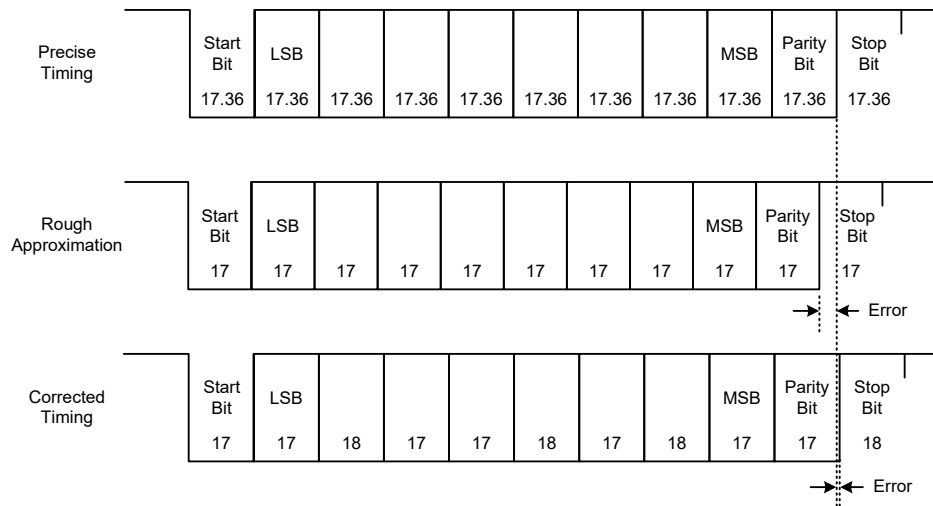 Precise
Timing
Start
Bit
LSB
MSB
Parity
Bit
Stop
Bit
17.36 17.36 17.36 17.36 17.36 17.36 17.36 17.36 17.36 17.36 17.36
Rough
Approximation
Start
Bit
LSB
MSB
Parity
Bit
Stop
Bit
17 17 17 17 17 17 17 17 17 17 17
Error
Corrected
Timing
Start
Bit
LSB
MSB
Parity
Bit
Stop
Bit
17 17 18 17 17 18 17 18 17 17 18
Error